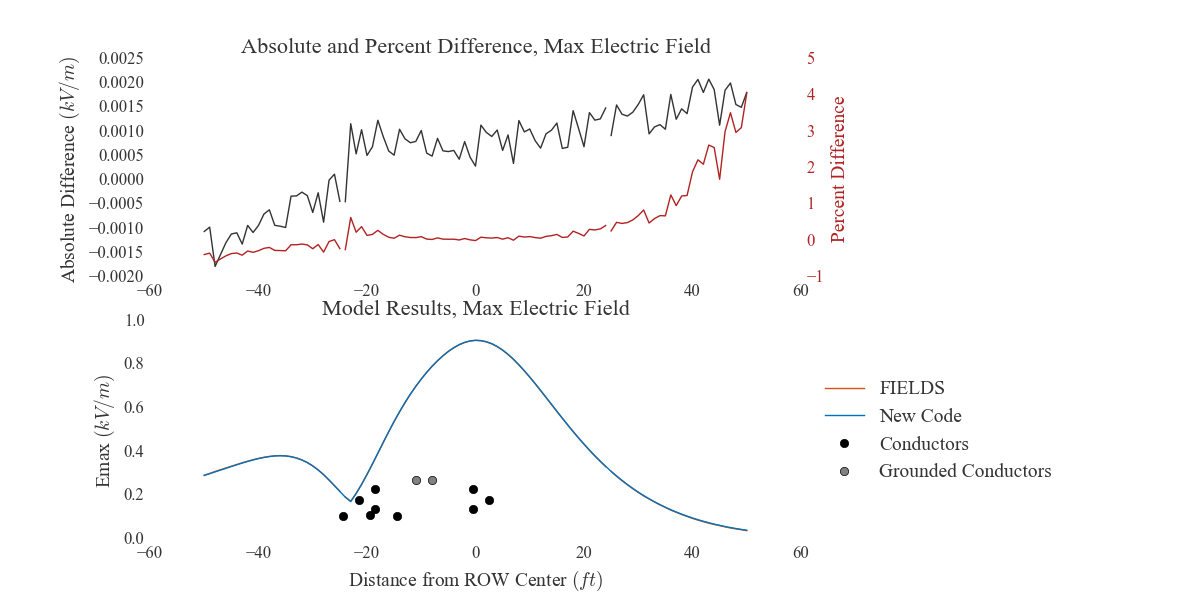 Absolute and Percent Difference, Max Electric Field
Absolute Difference (kV/m)
0.0025
0.0020
0.0015
0.0010
0.0005
0.0000
−0.0005
−0.0010
−0.0015
−0.0020
5
4
3
2
1
0
−1
Percent Difference
−60 −40 −20 0 20 40 60
Model Results, Max Electric Field
Emax (kV/m)
1.0
0.8
0.6
0.4
0.2
0.0
−60 −40 −20 0 20 40 60
Distance from ROW Center (ft)
FIELDS
New Code
Conductors
Grounded Conductors